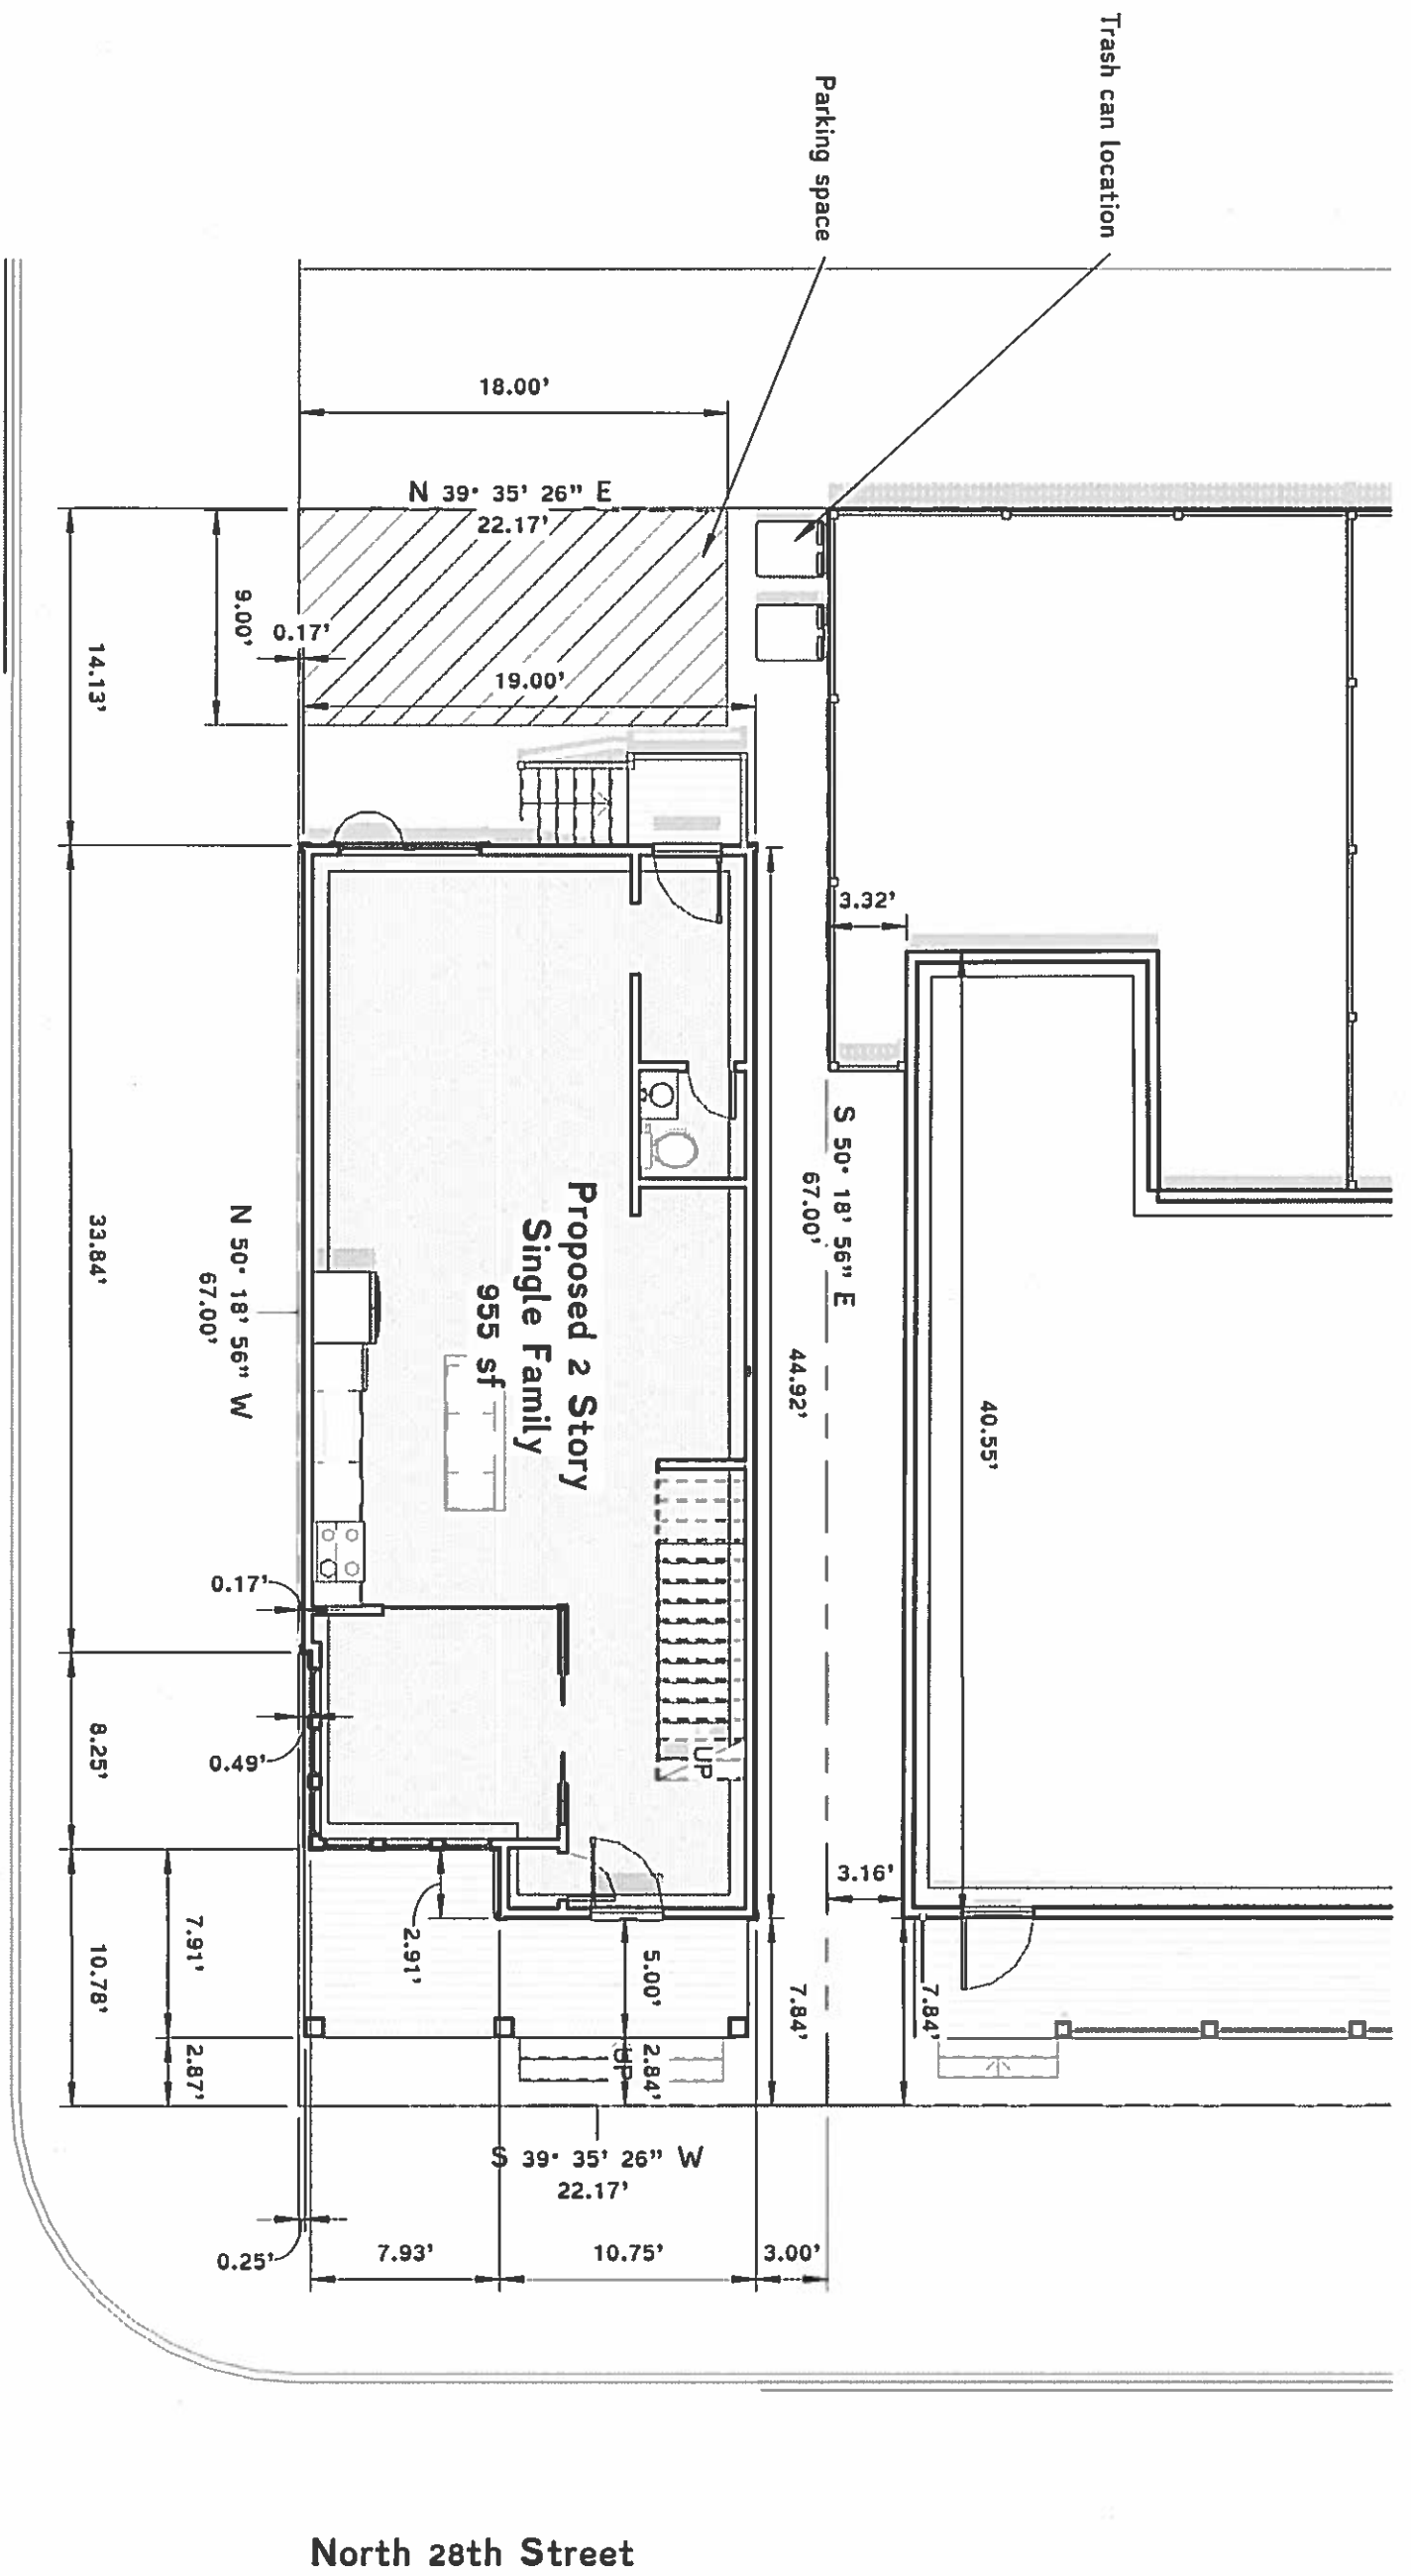 Trash can location
Parking space
18.00'
N 39• 35' 26" E
22.17'
9.00'
0.17'
14.13'
19.00'
3.32'
S 50• 18' 56" E
67.00'
Proposed 2 Story
Single Family
955 sf
N 50• 18' 56" W
67.00'
33.84'
44.92'
40.55'
0.17'
8.25'
0.49'
UP
3.16'
2.91'
7.91'
10.78'
5.00'
7.84'
7.84'
2.87'
UP
2.84'
S 39• 35' 26" W
22.17'
0.25'
7.93'
10.75'
3.00'
North 28th Street